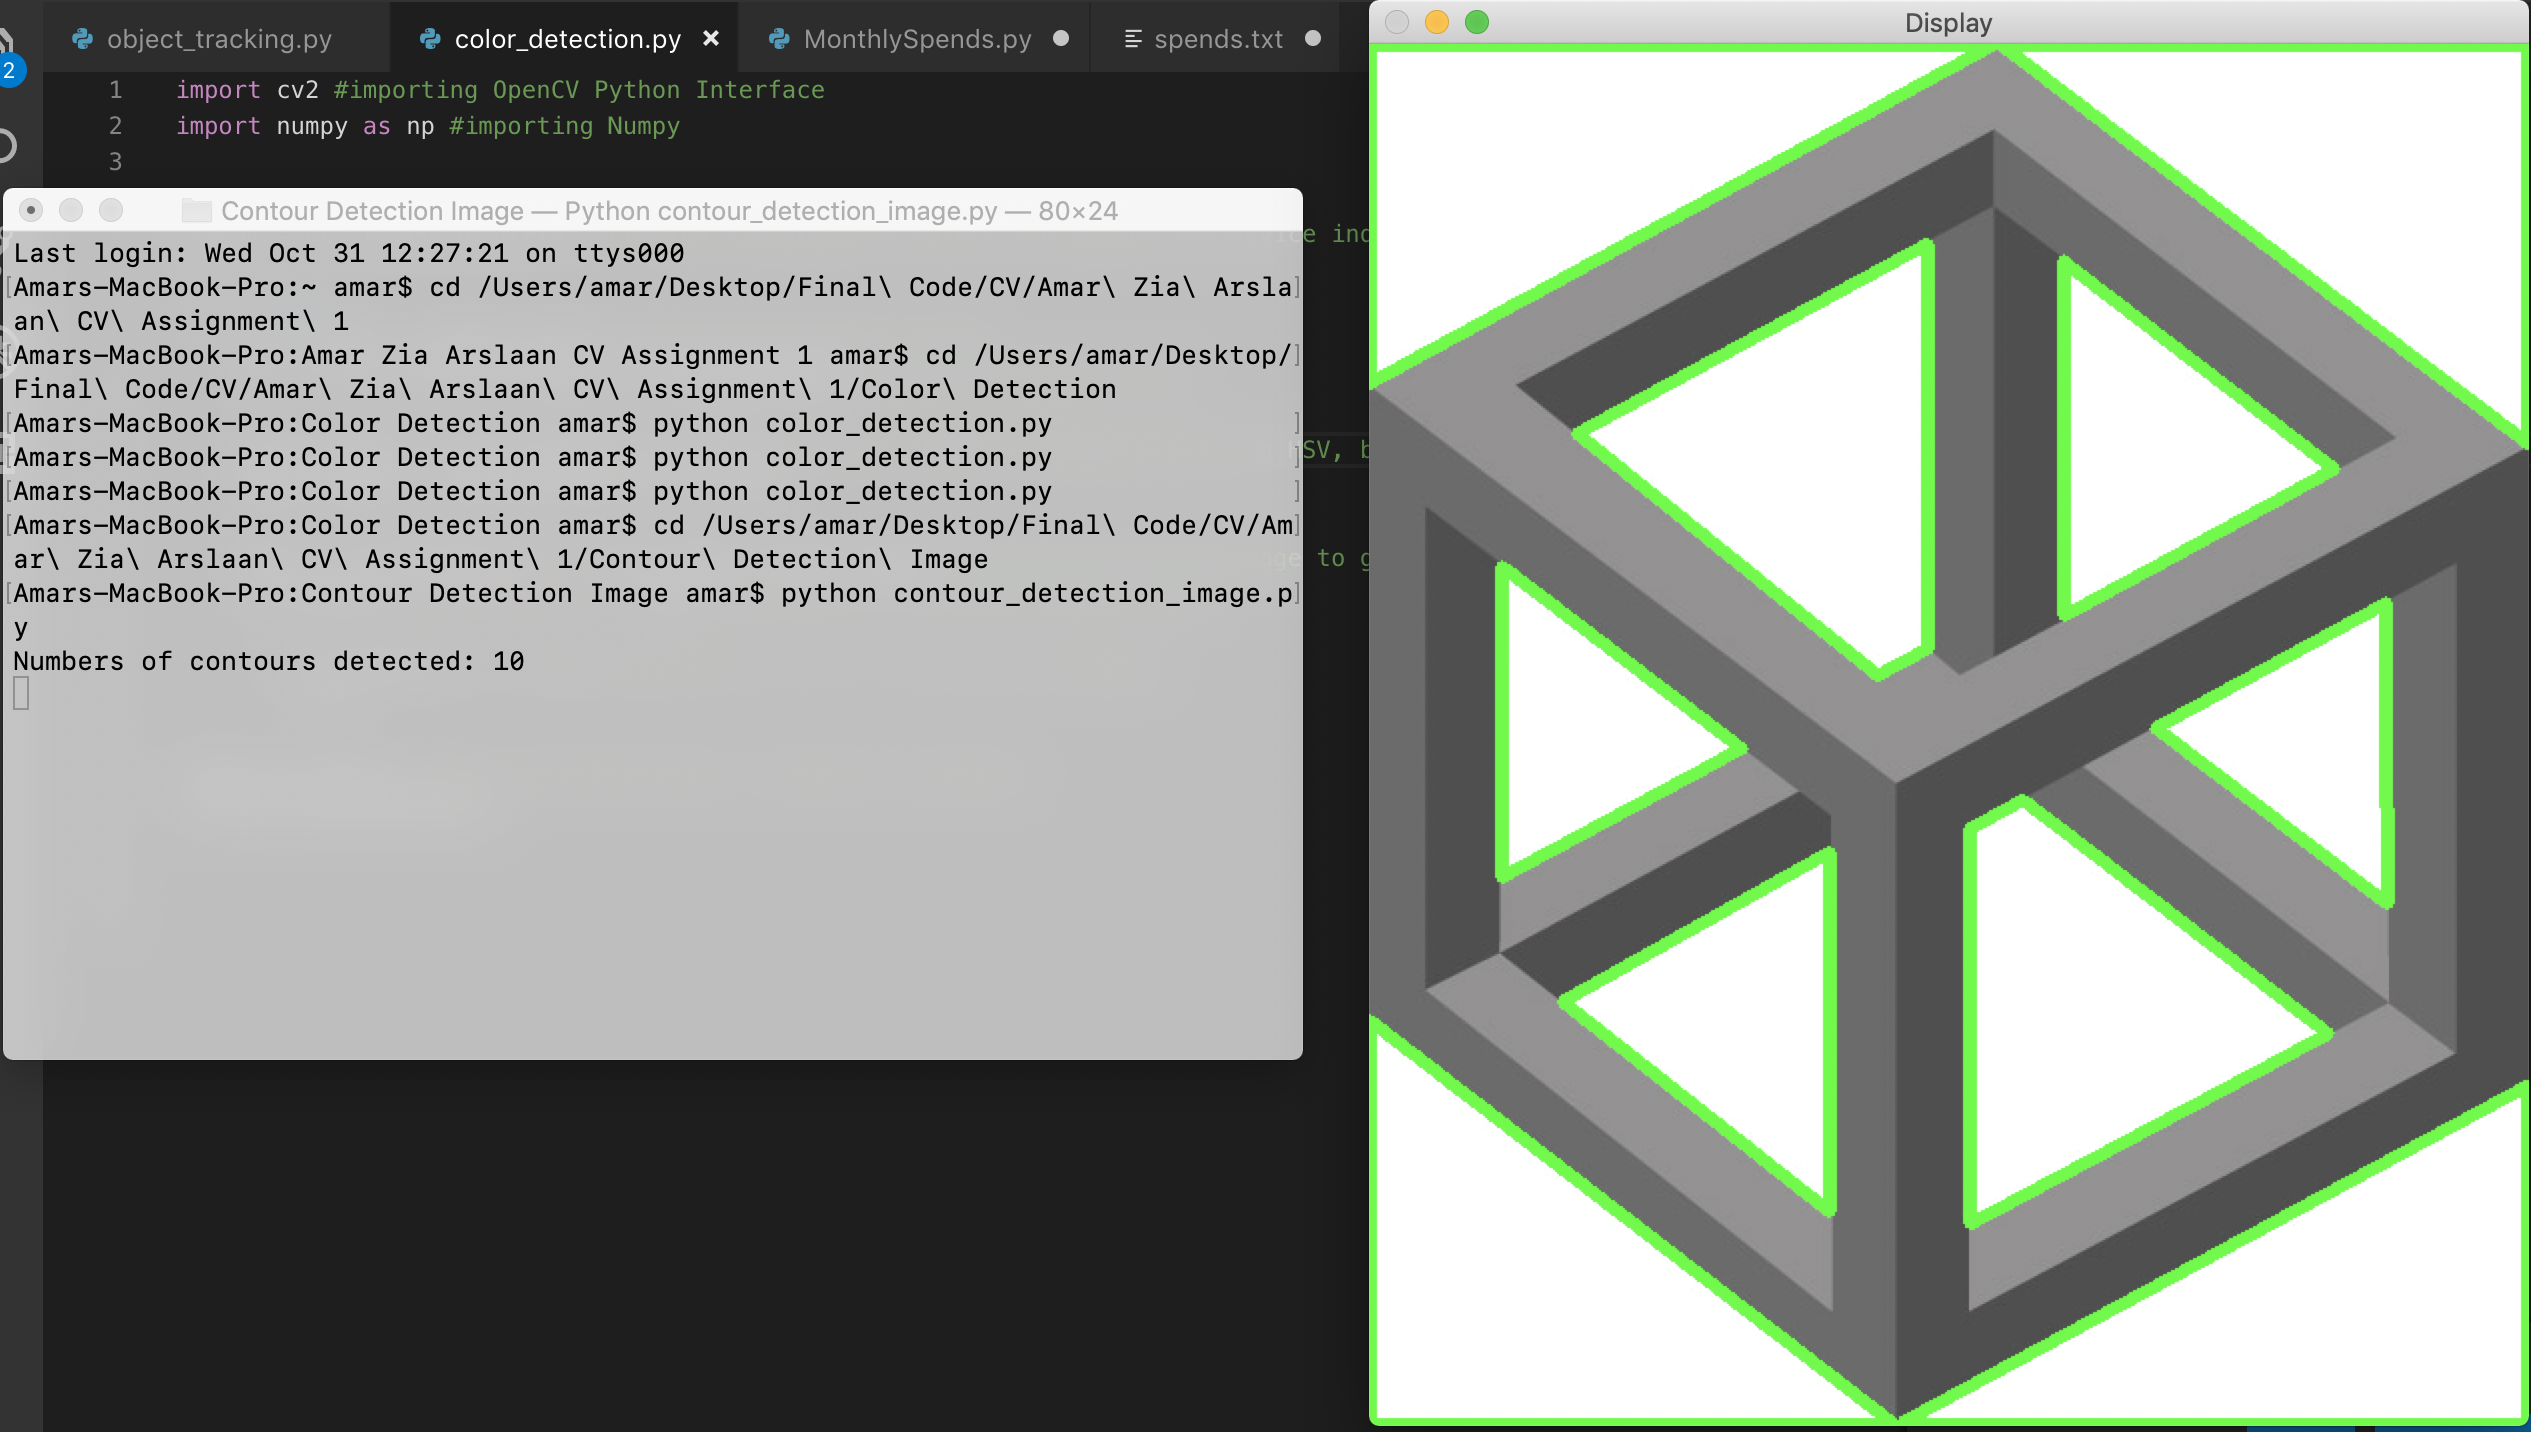 object_tracking.py
color_detection.py
MonthlySpends.py
spends.txt
Display
2
1 import cv2 #importing OpenCV Python Interface
2 import numpy as np #importing Numpy
3
Contour Detection Image — Python contour_detection_image.py — 80×24
Last login: Wed Oct 31 12:27:21 on ttys000
[Amars-MacBook-Pro:~ amar$ cd /Users/amar/Desktop/Final\ Code/CV/Amar\ Zia\ Arsla]
an\ CV\ Assignment\ 1
[Amars-MacBook-Pro:Amar Zia Arslaan CV Assignment 1 amar$ cd /Users/amar/Desktop/]
Final\ Code/CV/Amar\ Zia\ Arslaan\ CV\ Assignment\ 1/Color\ Detection
[Amars-MacBook-Pro:Color Detection amar$ python color_detection.py ]
[Amars-MacBook-Pro:Color Detection amar$ python color_detection.py ]
[Amars-MacBook-Pro:Color Detection amar$ python color_detection.py ]
[Amars-MacBook-Pro:Color Detection amar$ cd /Users/amar/Desktop/Final\ Code/CV/Am]
ar\ Zia\ Arslaan\ CV\ Assignment\ 1/Contour\ Detection\ Image
[Amars-MacBook-Pro:Contour Detection Image amar$ python contour_detection_image.p]
y
Numbers of contours detected: 10
to